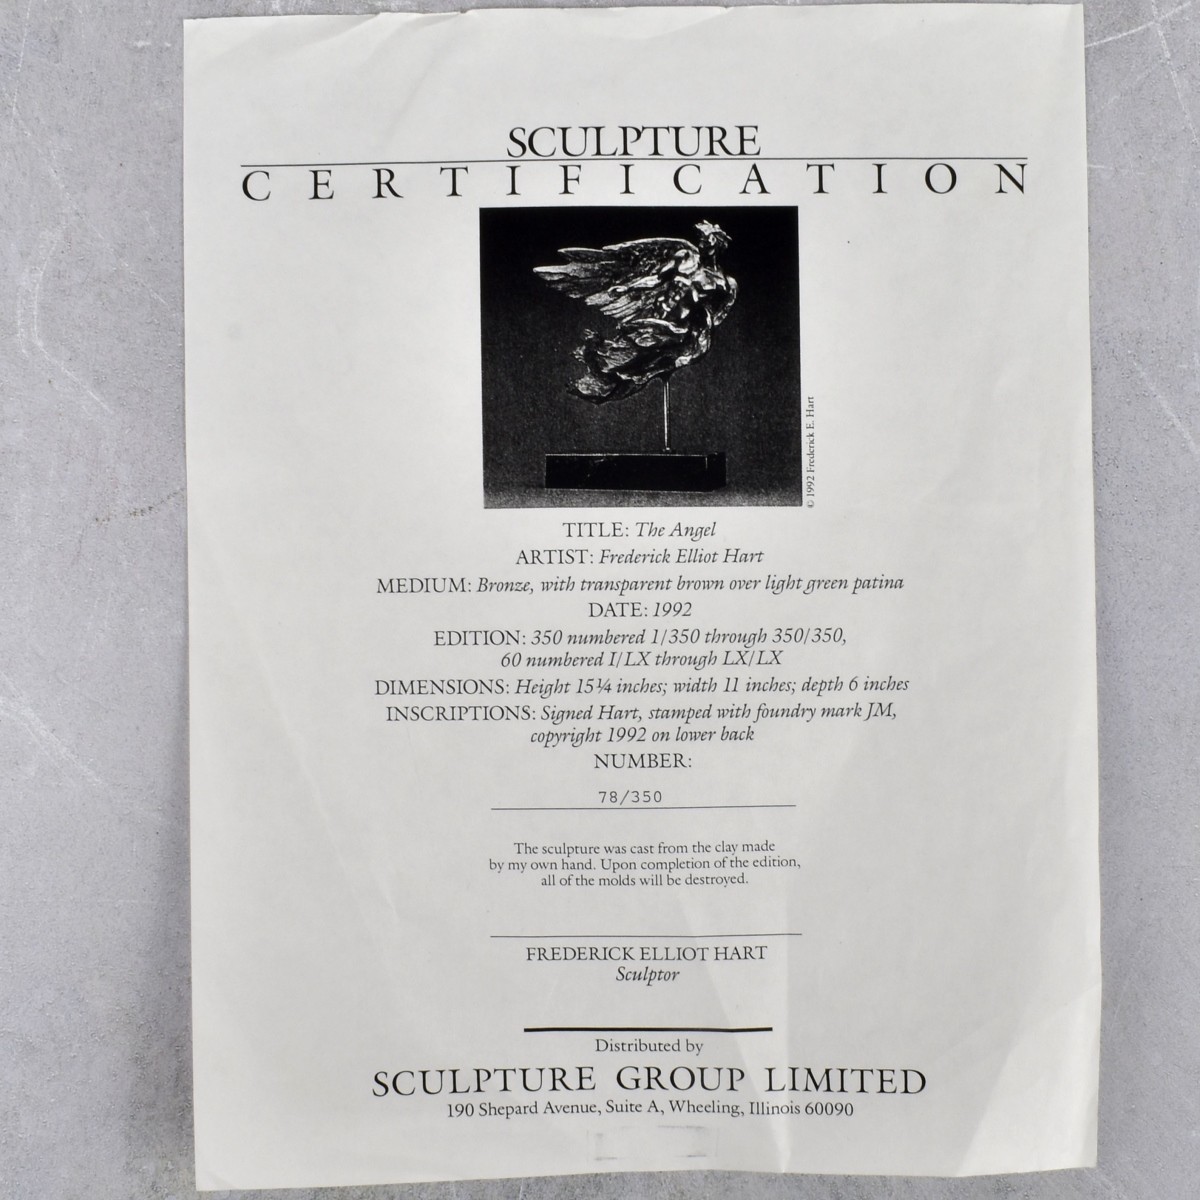 SCULPTURE
CERTIFICATION
© 1992 Frederick E. Hart
TITLE: The Angel
ARTIST: Frederick Elliot Hart
MEDIUM: Bronze, with transparent brown over light green patina
DATE: 1992
EDITION: 350 numbered 1/350 through 350/350,
60 numbered I/LX through LX/LX
DIMENSIONS: Height 15¼ inches; width 11 inches; depth 6 inches
INSCRIPTIONS: Signed Hart, stamped with foundry mark JM,
copyright 1992 on lower back
NUMBER:
78/350
The sculpture was cast from the clay made
by my own hand. Upon completion of the edition,
all of the molds will be destroyed.
FREDERICK ELLIOT HART
Sculptor
Distributed by
SCULPTURE GROUP LIMITED
190 Shepard Avenue, Suite A, Wheeling, Illinois 60090